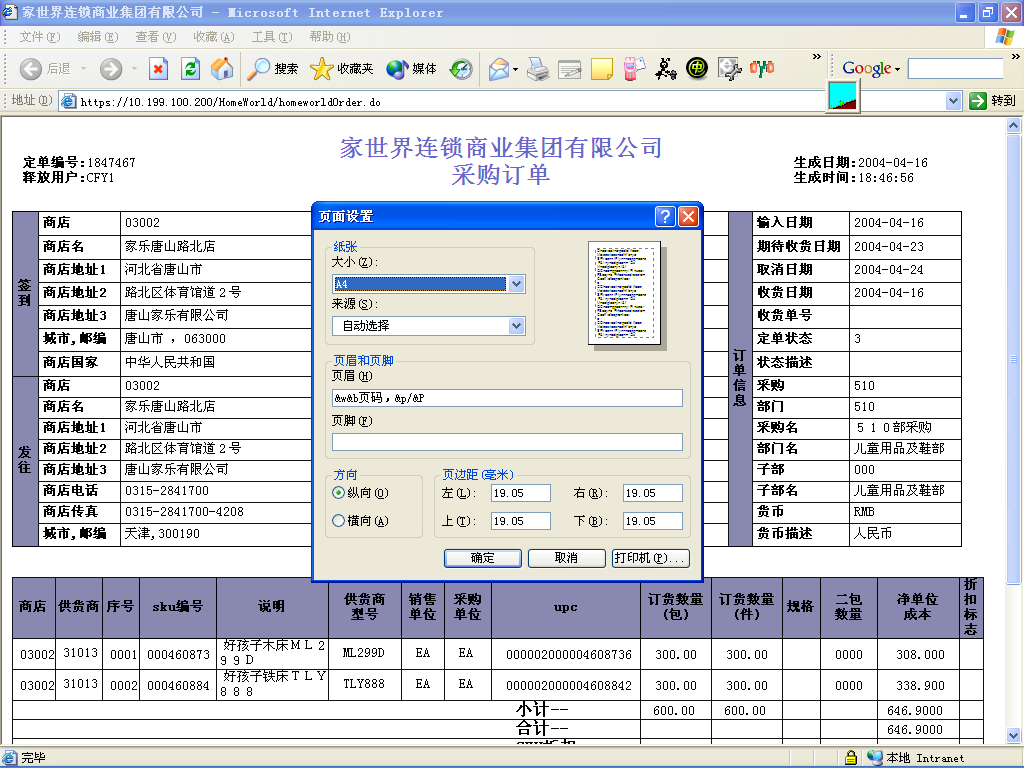 家世界连锁商业集团有限公司 - Microsoft Internet Explorer
文件(F) 编辑(E) 查看(V) 收藏(A) 工具(T) 帮助(H)
后退 搜索 收藏夹 媒体 Google
地址(D) https://10.199.100.200/HomeWorld/homeworldOrder.do 转到
家世界连锁商业集团有限公司
采购订单
定单编号:1847467
释放用户:CFY1
生成日期:2004-04-16
生成时间:18:46:56
签到
商店 03002
商店名 家乐唐山路北店
商店地址1 河北省唐山市
商店地址2 路北区体育馆道２号
商店地址3 唐山家乐有限公司
城市,邮编 唐山市 ，063000
商店国家 中华人民共和国
发往
商店 03002
商店名 家乐唐山路北店
商店地址1 河北省唐山市
商店地址2 路北区体育馆道２号
商店地址3 唐山家乐有限公司
商店电话 0315-2841700
商店传真 0315-2841700-4208
城市,邮编 天津,300190
订单信息
输入日期 2004-04-16
期待收货日期 2004-04-23
取消日期 2004-04-24
收货日期 2004-04-16
收货单号
定单状态 3
状态描述
采购 510
部门 510
采购名 ５１０部采购
部门名 儿童用品及鞋部
子部 000
子部名 儿童用品及鞋部
货币 RMB
货币描述 人民币
页面设置
纸张
大小(Z):
A4
来源(S):
自动选择
页眉和页脚
页眉(H)
&w&b页码，&p/&P
页脚(F)
方向
纵向(O)
横向(A)
页边距(毫米)
左(L): 19.05 右(R): 19.05
上(T): 19.05 下(B): 19.05
确定 取消 打印机(P)...
商店 供货商 序号 sku编号 说明 供货商型号 销售单位 采购单位 upc 订货数量(包) 订货数量(件) 规格 二包数量 净单位成本 折扣标志
03002 31013 0001 000460873 好孩子木床ＭＬ２９９Ｄ ML299D EA EA 000002000004608736 300.00 300.00 0000 308.000
03002 31013 0002 000460884 好孩子铁床ＴＬＹ８８８ TLY888 EA EA 000002000004608842 300.00 300.00 0000 338.900
小计-- 600.00 600.00 646.9000
合计-- 646.9000
完毕 本地 Intranet